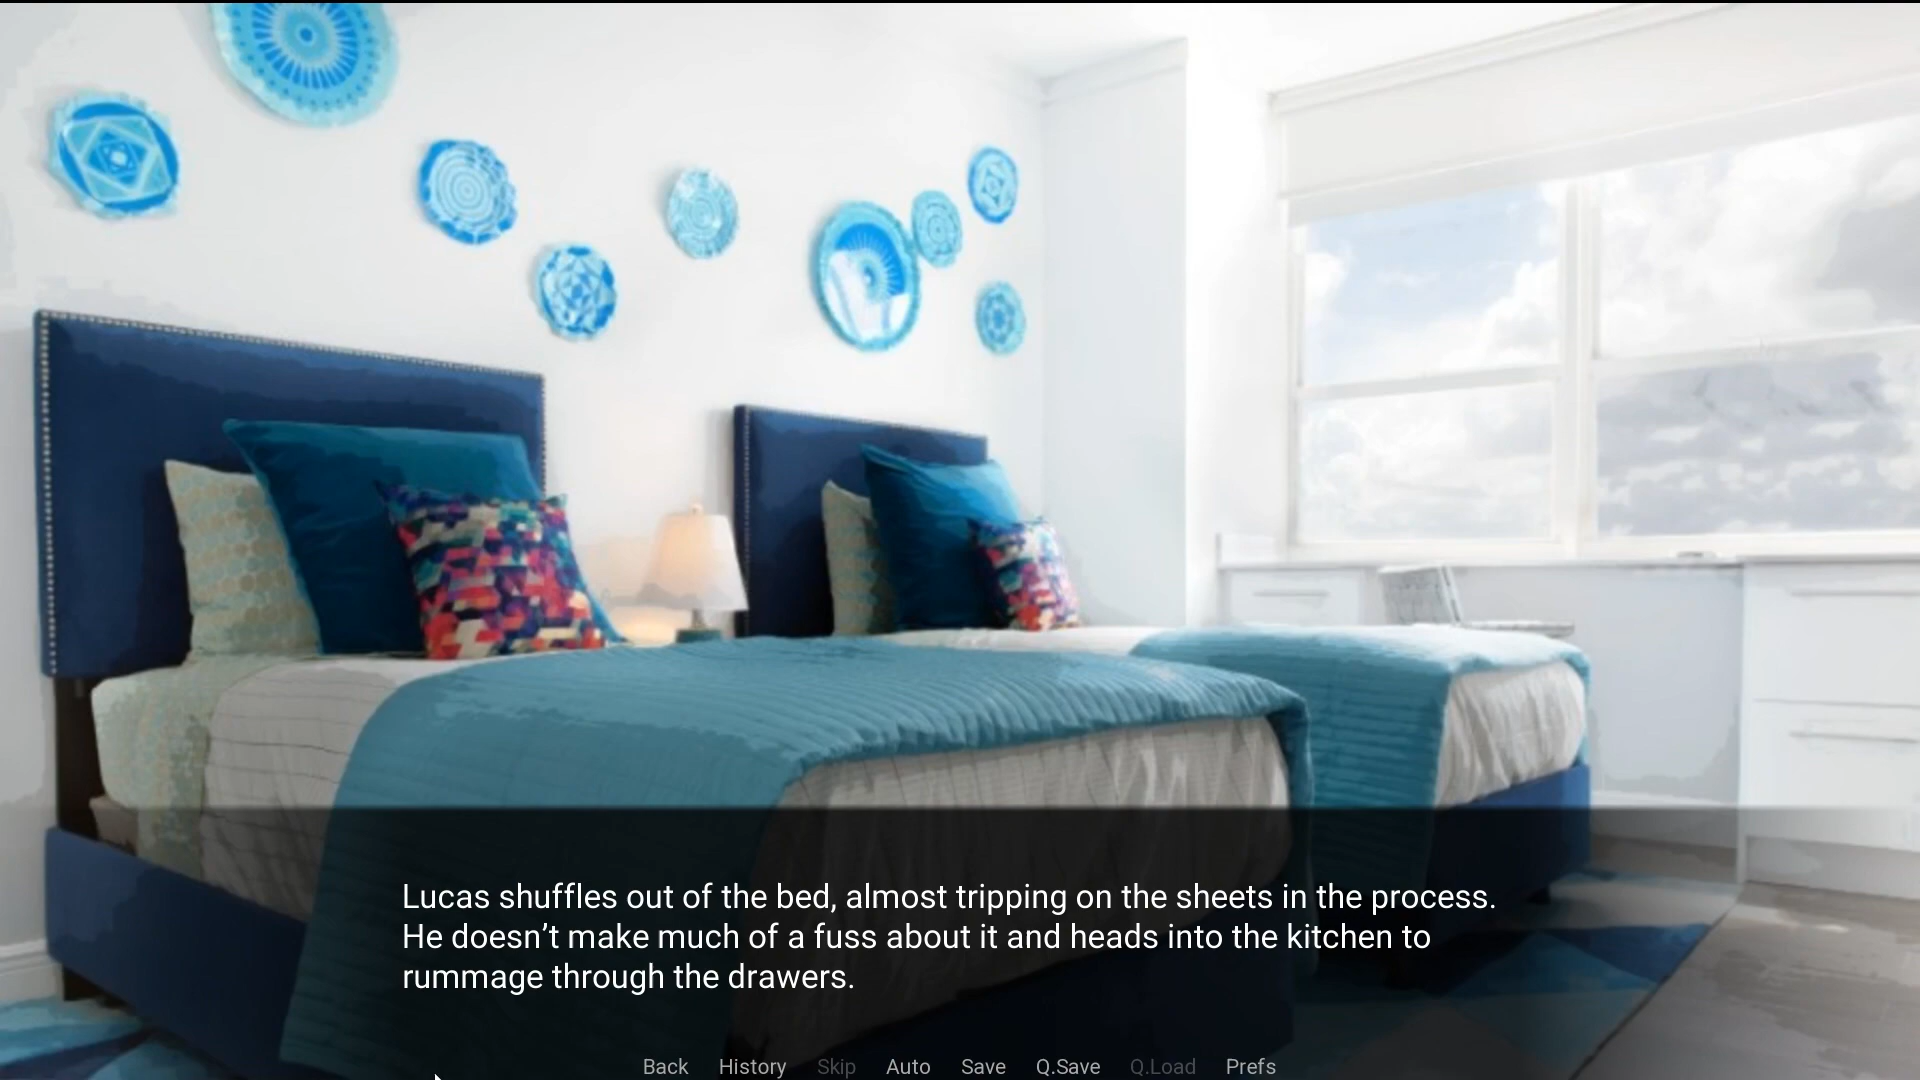 Lucas shuffles out of the bed, almost tripping on the sheets in the process.
He doesn’t make much of a fuss about it and heads into the kitchen to
rummage through the drawers.
Back History Skip Auto Save Q.Save Q.Load Prefs